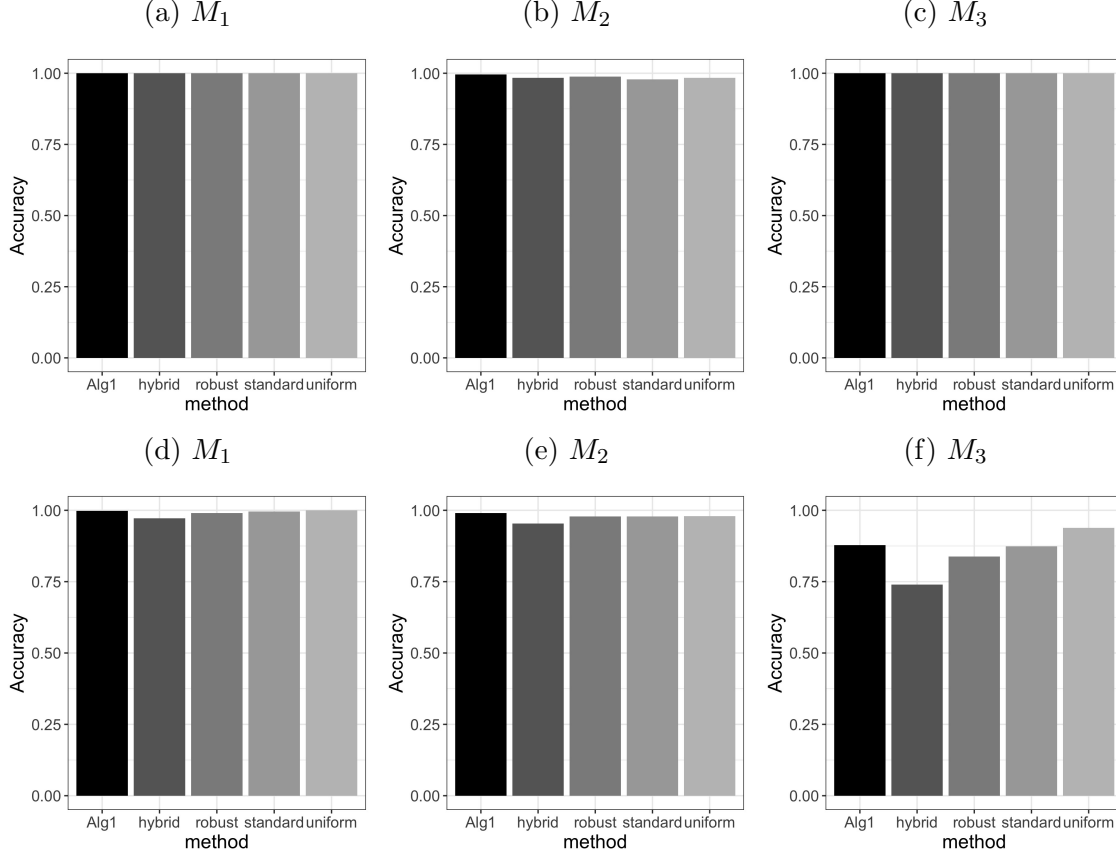 (a) M₁
(b) M₂
(c) M₃
1.00
0.75
0.50
0.25
0.00
Accuracy
Alg1 hybrid robust standard uniform
method
1.00
0.75
0.50
0.25
0.00
Accuracy
Alg1 hybrid robust standard uniform
method
1.00
0.75
0.50
0.25
0.00
Accuracy
Alg1 hybrid robust standard uniform
method
(d) M₁
(e) M₂
(f) M₃
1.00
0.75
0.50
0.25
0.00
Accuracy
Alg1 hybrid robust standard uniform
method
1.00
0.75
0.50
0.25
0.00
Accuracy
Alg1 hybrid robust standard uniform
method
1.00
0.75
0.50
0.25
0.00
Accuracy
Alg1 hybrid robust standard uniform
method